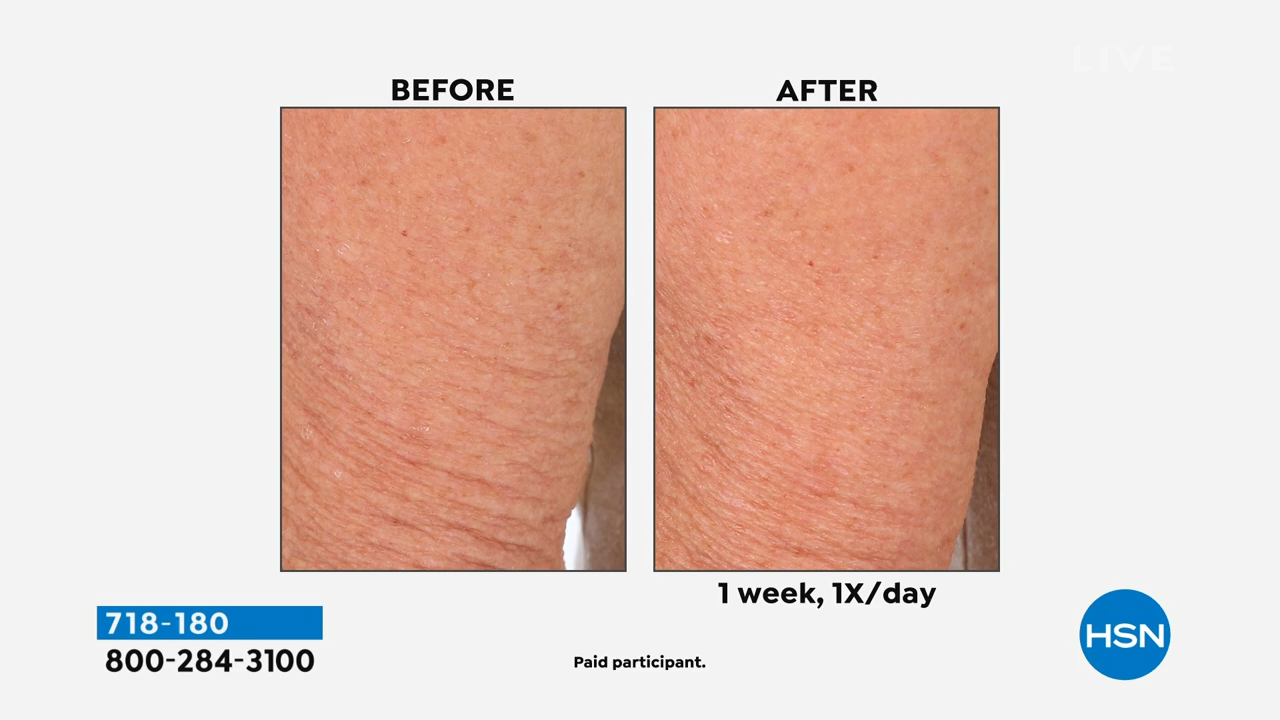 LIVE
BEFORE
AFTER
1 week, 1X/day
718-180
800-284-3100
Paid participant.
HSN